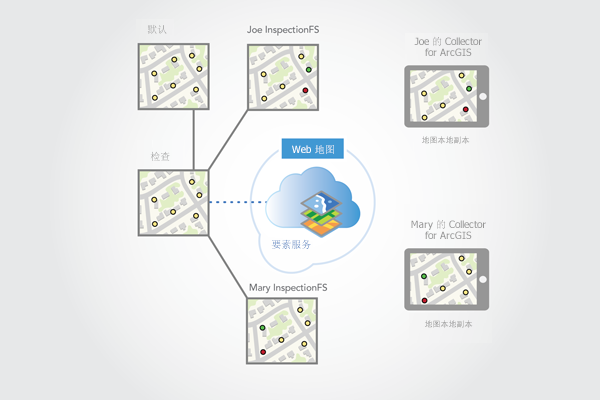 默认
Joe InspectionFS
Joe 的 Collector
for ArcGIS
地图本地副本
检查
Web 地图
要素服务
Mary 的 Collector
for ArcGIS
地图本地副本
Mary InspectionFS